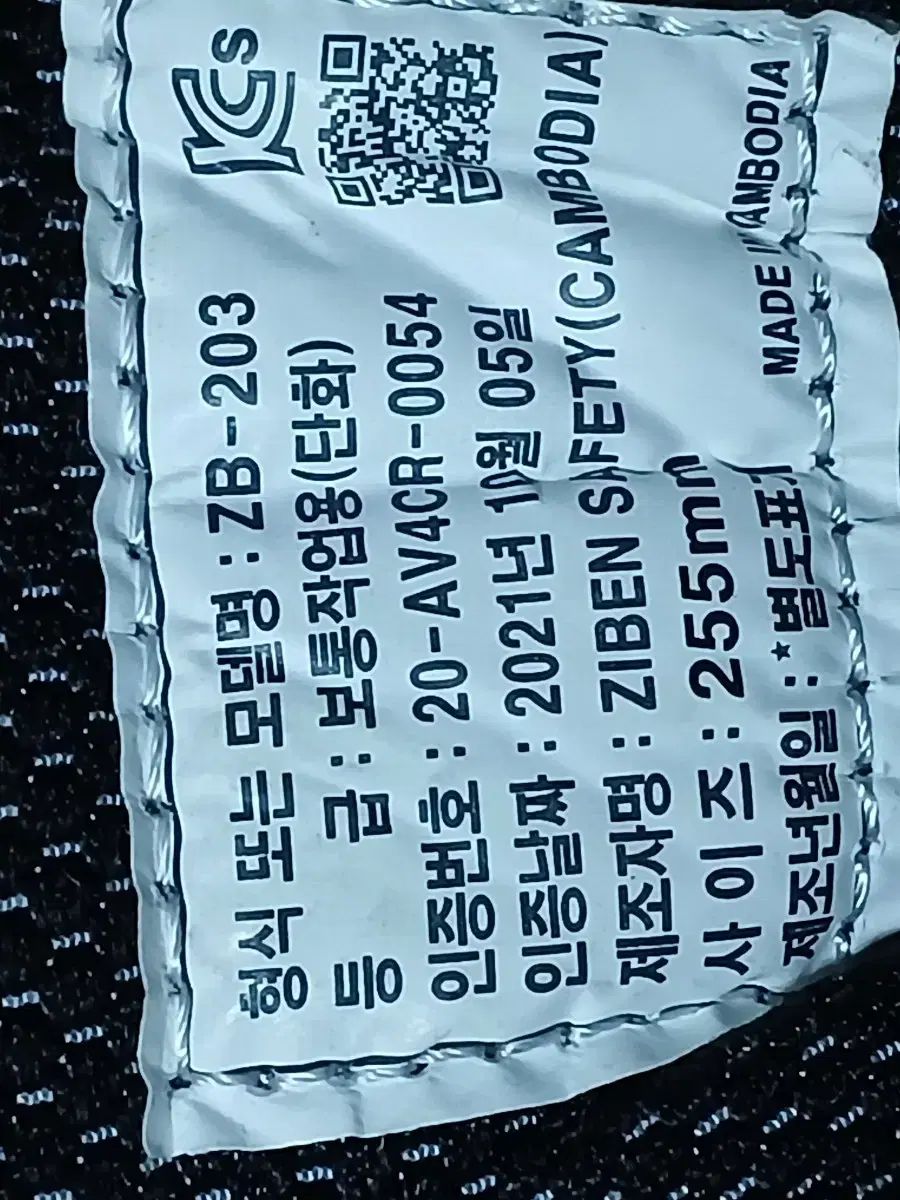 KCs
형식 또는 모델명 : ZB-203
등 급 : 보통작업용(단화)
인증번호 : 20-AV4CR-0054
인증날짜 : 2021년 10월 05일
제조자명 : ZIBEN SAFETY(CAMBODIA)
사 이 즈 : 255mm
제조년월일 : *별도표기
MADE IN CAMBODIA